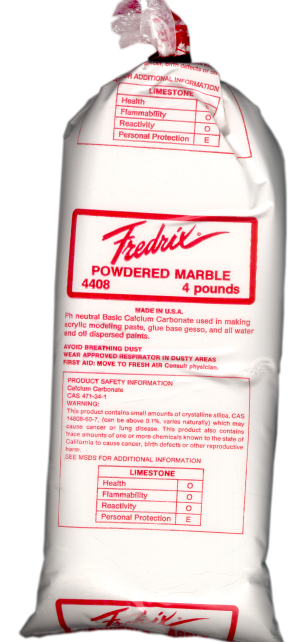 ADDITIONAL INFORMATION
LIMESTONE
Health
Flammability O
Reactivity O
Personal Protection E
Fredrix
POWDERED MARBLE
4408 4 pounds
MADE IN U.S.A.
Ph neutral Basic Calcium Carbonate used in making
acrylic modeling paste, glue base gesso, and all water
and oil dispersed paints.
AVOID BREATHING DUST
WEAR APPROVED RESPIRATOR IN DUSTY AREAS
FIRST AID: MOVE TO FRESH AIR Consult physician.
PRODUCT SAFETY INFORMATION
Calcium Carbonate
CAS 471-34-1
WARNING:
This product contains small amounts of crystalline silica, CAS
14808-60-7, (can be above 0.1%, varies naturally) which may
cause cancer or lung disease. This product also contains
trace amounts of one or more chemicals known to the state of
California to cause cancer, birth defects or other reproductive
harm.
SEE MSDS FOR ADDITIONAL INFORMATION
LIMESTONE
Health O
Flammability O
Reactivity O
Personal Protection E